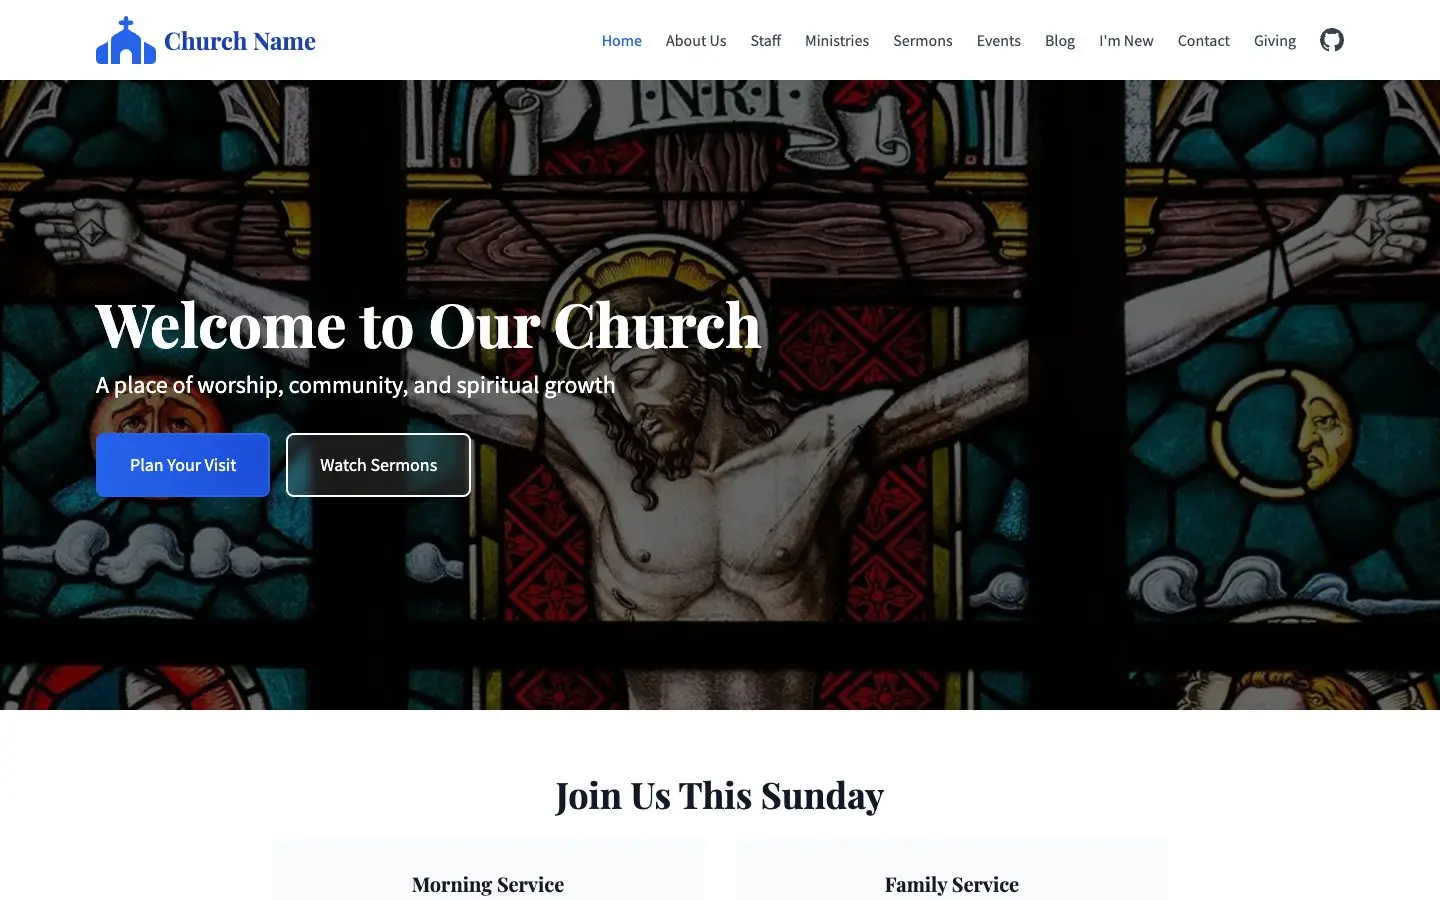 Church Name
Home About Us Staff Ministries Sermons Events Blog I'm New Contact Giving
I·N·R·I·
Welcome to Our Church
A place of worship, community, and spiritual growth
Plan Your Visit Watch Sermons
Join Us This Sunday
Morning Service Family Service